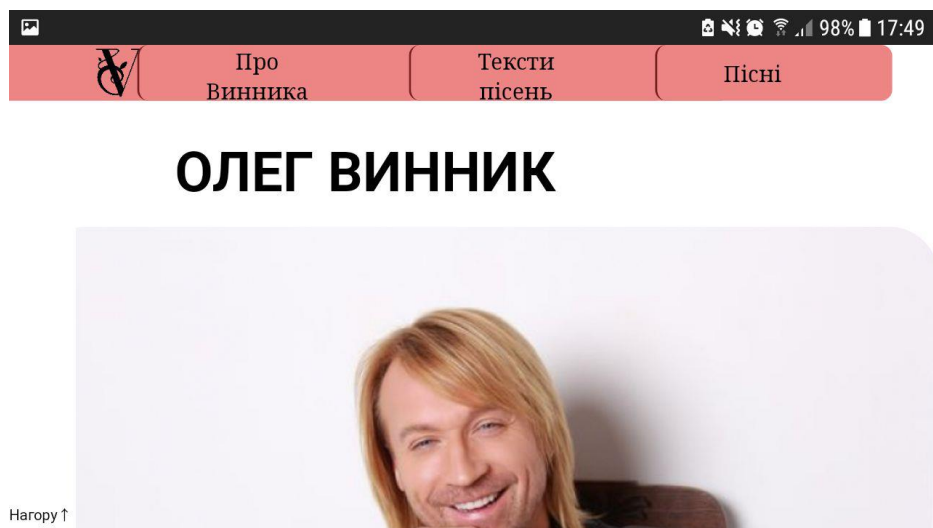 98% 17:49
Про
Винника
Тексти
пісень
Пісні
ОЛЕГ ВИННИК
Нагору↑